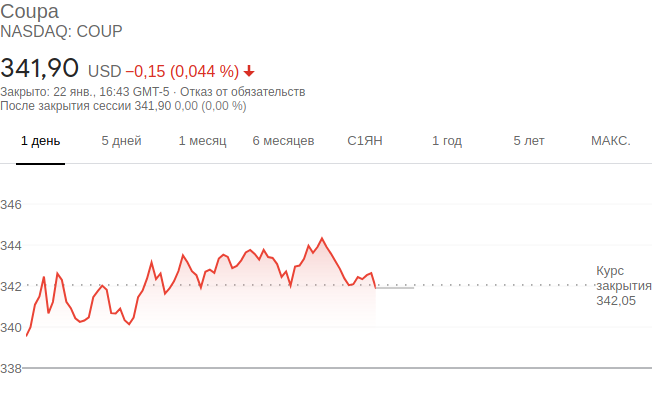 Coupa
NASDAQ: COUP
341,90 USD −0,15 (0,044 %)
Закрыто: 22 янв., 16:43 GMT-5 · Отказ от обязательств
После закрытия сессии 341,90 0,00 (0,00 %)
1 день 5 дней 1 месяц 6 месяцев С1ЯН 1 год 5 лет МАКС.
346
344
342
340
338
Курс
закрытия
342,05